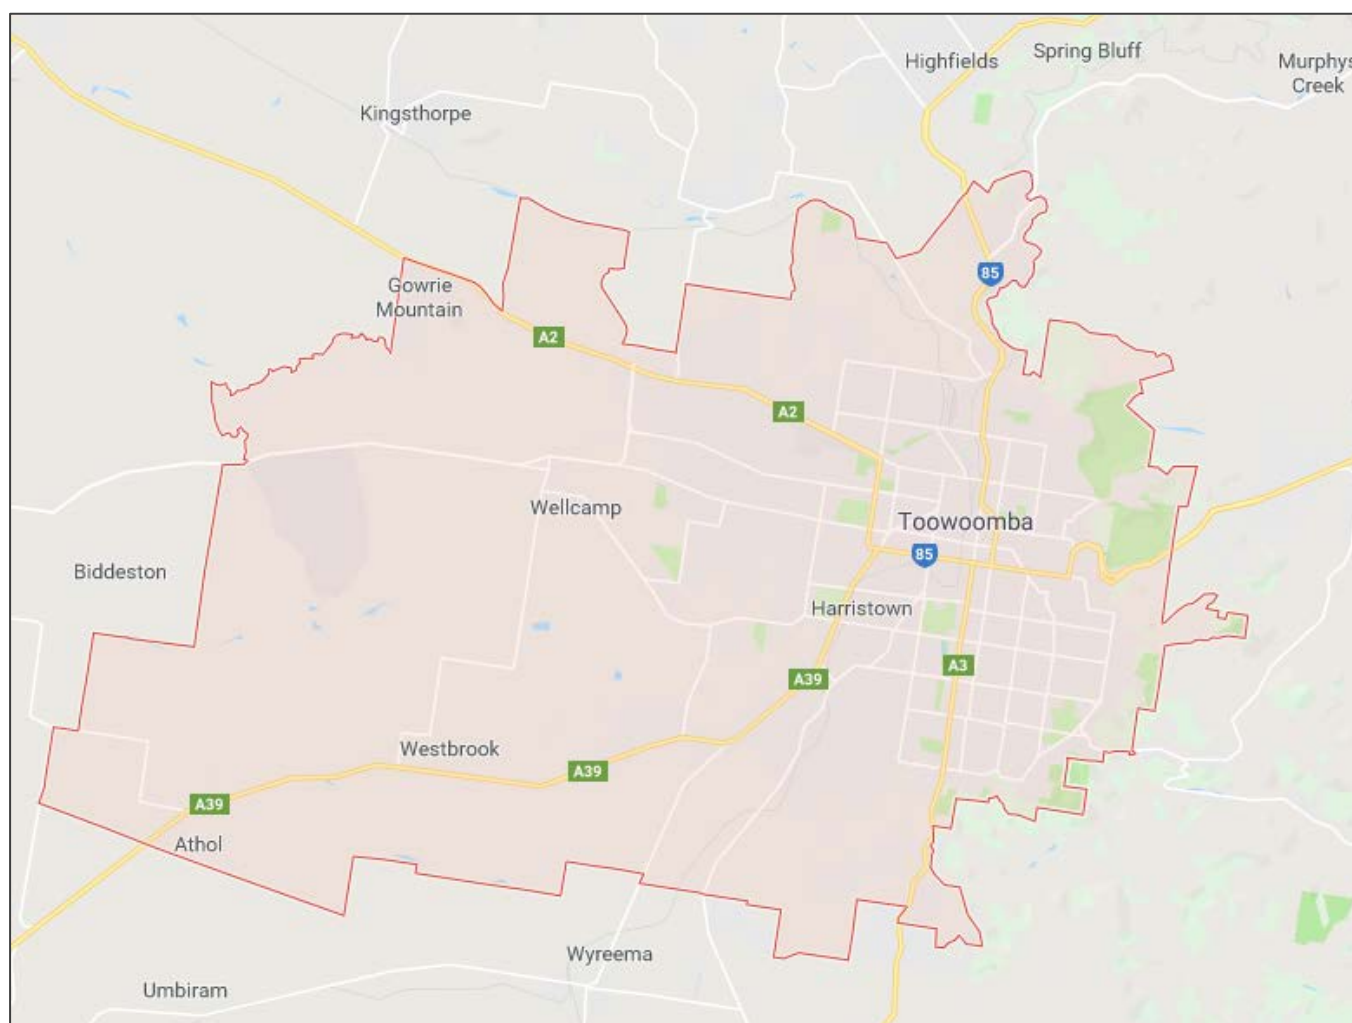 Spring Bluff
Highfields
Murphys
Creek
Kingsthorpe
85
Gowrie
Mountain
A2
A2
Wellcamp
Toowoomba
85
Biddeston
Harristown
A3
A39
Westbrook
A39
A39
Athol
Wyreema
Umbiram